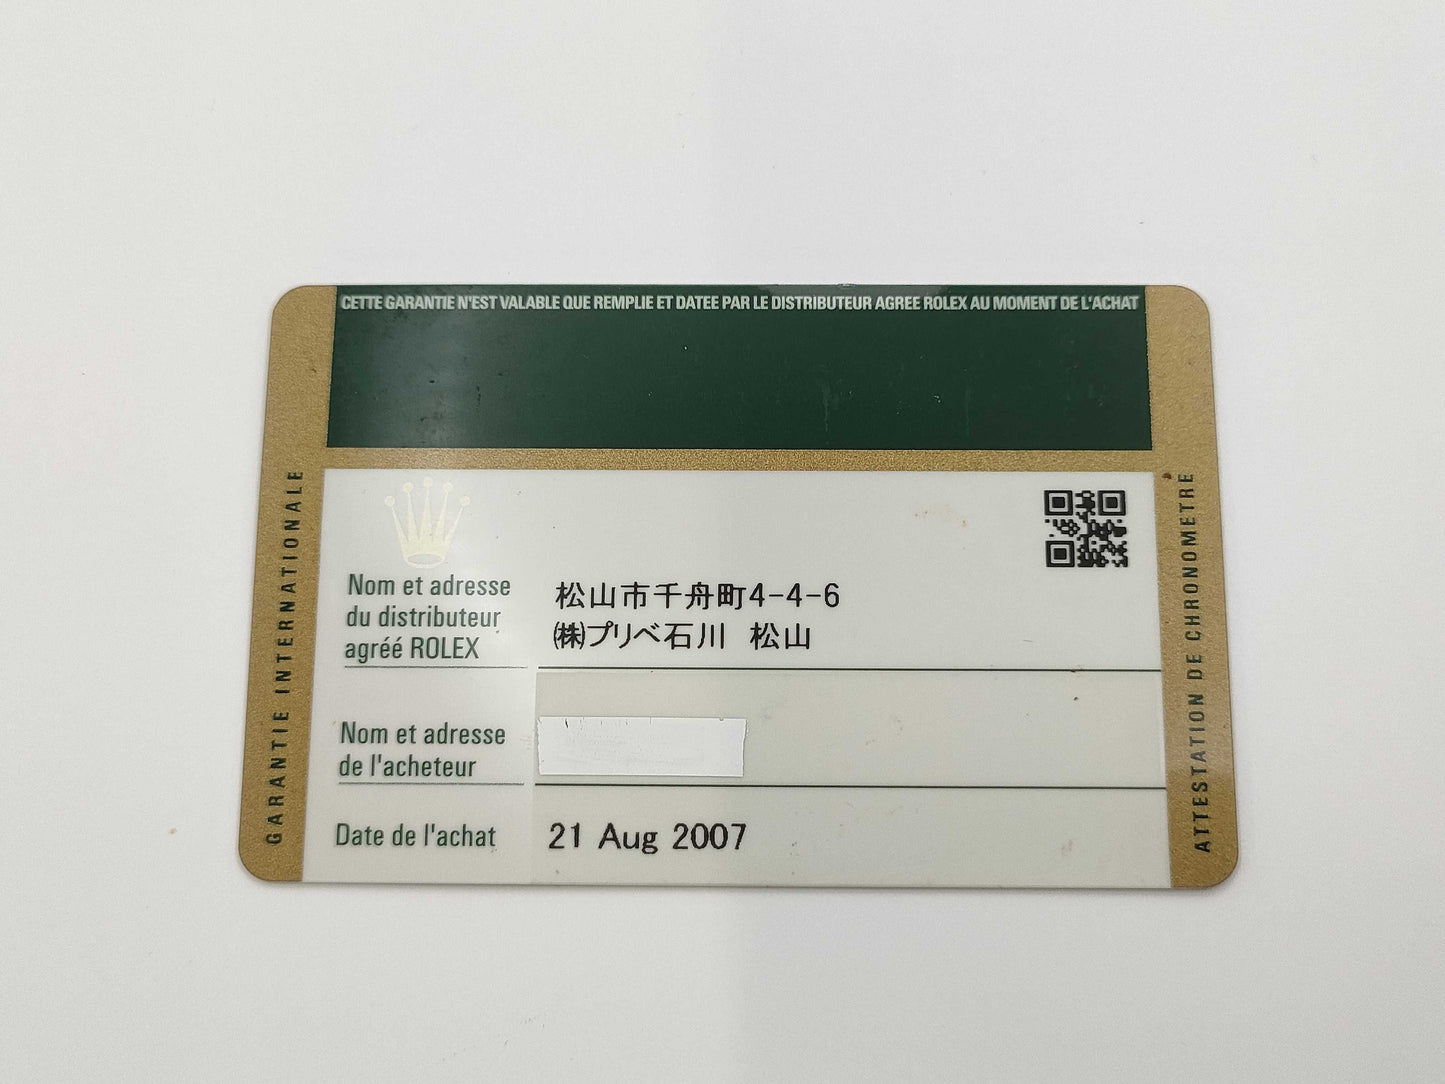 CETTE GARANTIE N'EST VALABLE QUE REMPLIE ET DATEE PAR LE DISTRIBUTEUR AGREE ROLEX AU MOMENT DE L'ACHAT
GARANTIE INTERNATIONALE
Nom et adresse
du distributeur
agréé ROLEX
松山市千舟町4-4-6
㈱プリベ石川 松山
Nom et adresse
de l'acheteur
Date de l'achat
21 Aug 2007
ATTESTATION DE CHRONOMETRE